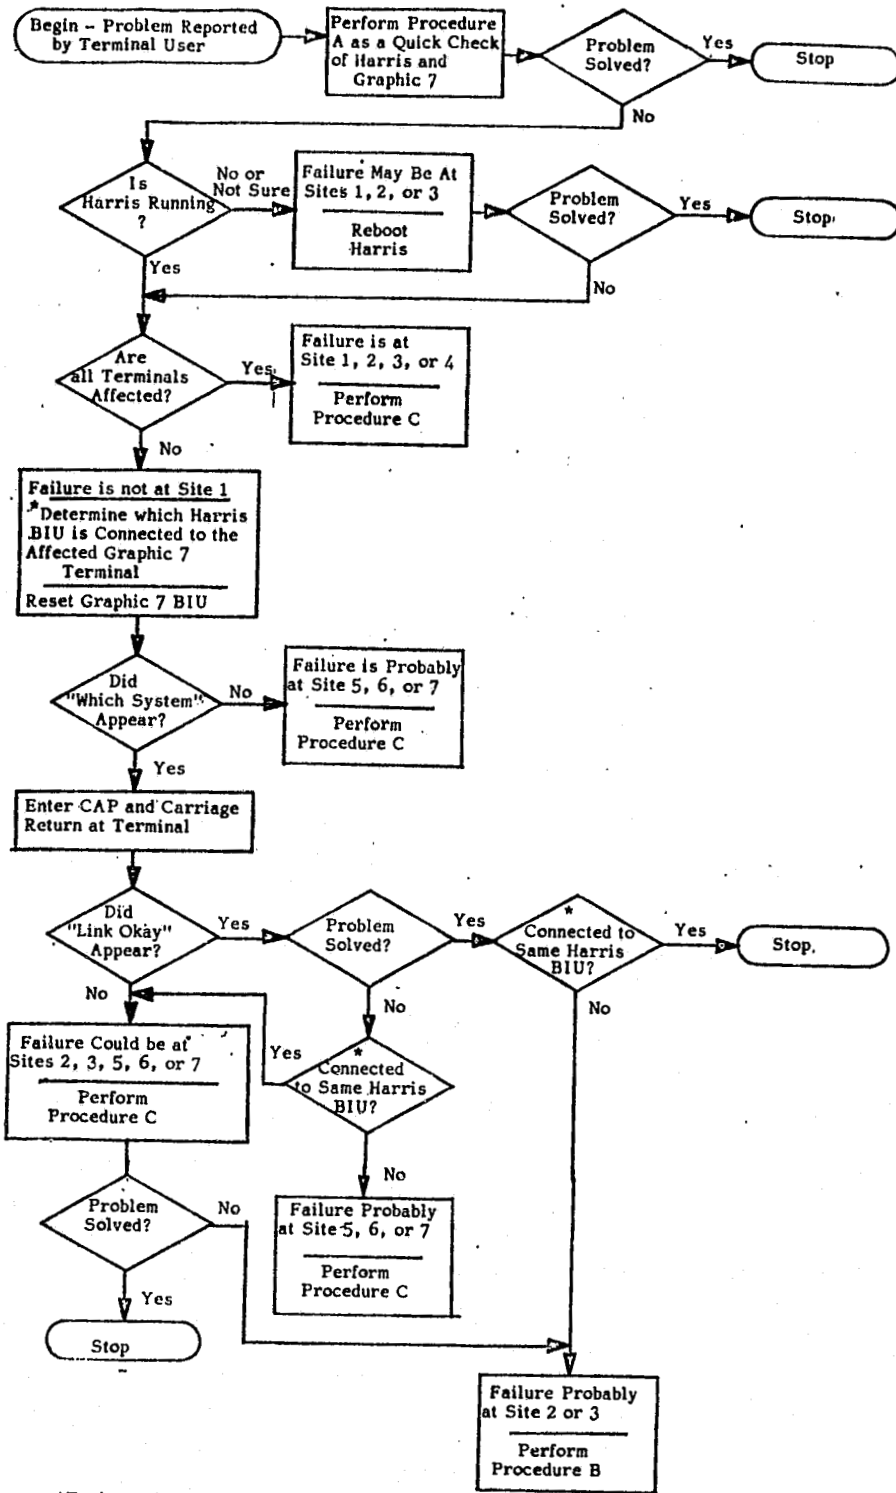 Begin - Problem Reported
by Terminal User
Perform Procedure
A as a Quick Check
of Harris and
Graphic 7
Problem
Solved?
Yes
Stop
No
Is
Harris Running
?
No or
Not Sure
Failure May Be At
Sites 1, 2, or 3
Reboot
Harris
Problem
Solved?
Yes
Stop
Yes
No
Are
all Terminals
Affected?
Yes
Failure is at
Site 1, 2, 3, or 4
Perform
Procedure C
No
Failure is not at Site 1
*Determine which Harris
BIU is Connected to the
Affected Graphic 7
Terminal
Reset Graphic 7 BIU
Did
"Which System"
Appear?
No
Failure is Probably
at Site 5, 6, or 7
Perform
Procedure C
Yes
Enter CAP and Carriage
Return at Terminal
Did
"Link Okay"
Appear?
Yes
Problem
Solved?
Yes
*
Connected to
Same Harris
BIU?
Yes
Stop
No
No
No
Failure Could be at
Sites 2, 3, 5, 6, or 7
Perform
Procedure C
Yes
*
Connected
to Same Harris
BIU?
No
Problem
Solved?
No
Failure Probably
at Site 5, 6, or 7
Perform
Procedure C
Yes
Stop
Failure Probably
at Site 2 or 3
Perform
Procedure B